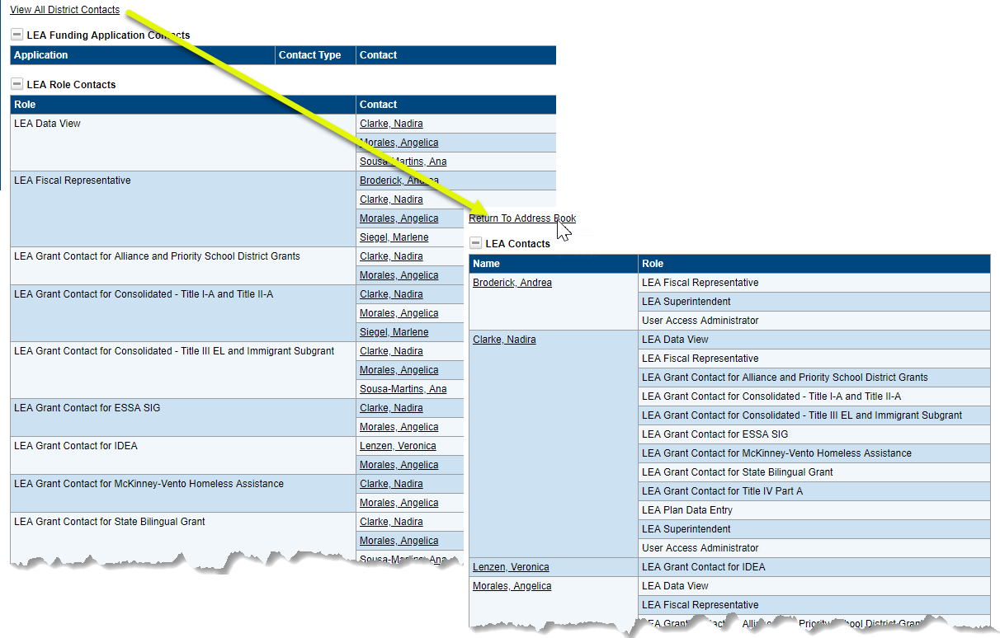 View All District Contacts
LEA Funding Application Contacts
Application Contact Type Contact
LEA Role Contacts
Role Contact
LEA Data View Clarke, Nadira
Morales, Angelica
Sousa-Martins, Ana
LEA Fiscal Representative Broderick, Andrea
Clarke, Nadira
Morales, Angelica
Siegel, Marlene
LEA Grant Contact for Alliance and Priority School District Grants Clarke, Nadira
Morales, Angelica
LEA Grant Contact for Consolidated - Title I-A and Title II-A Clarke, Nadira
Morales, Angelica
Siegel, Marlene
LEA Grant Contact for Consolidated - Title III EL and Immigrant Subgrant Clarke, Nadira
Morales, Angelica
Sousa-Martins, Ana
LEA Grant Contact for ESSA SIG Clarke, Nadira
Morales, Angelica
LEA Grant Contact for IDEA Lenzen, Veronica
Morales, Angelica
LEA Grant Contact for McKinney-Vento Homeless Assistance Clarke, Nadira
Morales, Angelica
LEA Grant Contact for State Bilingual Grant Clarke, Nadira
Morales, Angelica
Sousa-Martins, Ana
Return To Address Book
LEA Contacts
Name Role
Broderick, Andrea LEA Fiscal Representative
LEA Superintendent
User Access Administrator
Clarke, Nadira LEA Data View
LEA Fiscal Representative
LEA Grant Contact for Alliance and Priority School District Grants
LEA Grant Contact for Consolidated - Title I-A and Title II-A
LEA Grant Contact for Consolidated - Title III EL and Immigrant Subgrant
LEA Grant Contact for ESSA SIG
LEA Grant Contact for McKinney-Vento Homeless Assistance
LEA Grant Contact for State Bilingual Grant
LEA Grant Contact for Title IV Part A
LEA Plan Data Entry
LEA Superintendent
User Access Administrator
Lenzen, Veronica LEA Grant Contact for IDEA
Morales, Angelica LEA Data View
LEA Fiscal Representative
LEA Grant Contact Priority School District